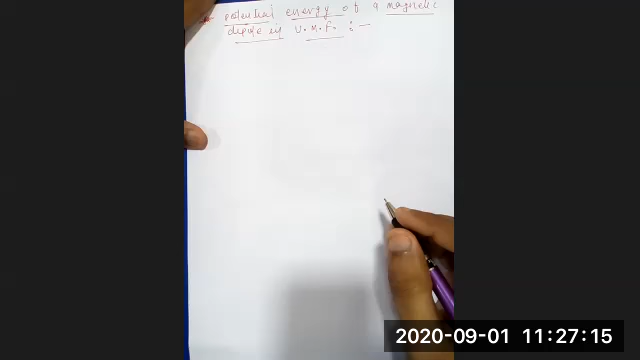 potential energy of a magnetic
dipole in U.M.F. :-
2020-09-01 11:27:15